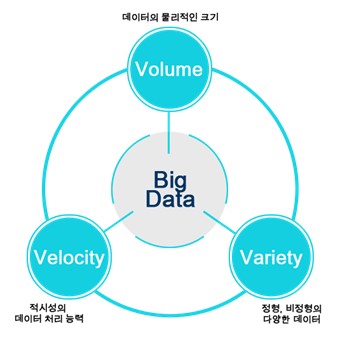 데이터의 물리적인 크기
Volume
Big
Data
Velocity
Variety
적시성의
데이터 처리 능력
정형, 비정형의
다양한 데이터